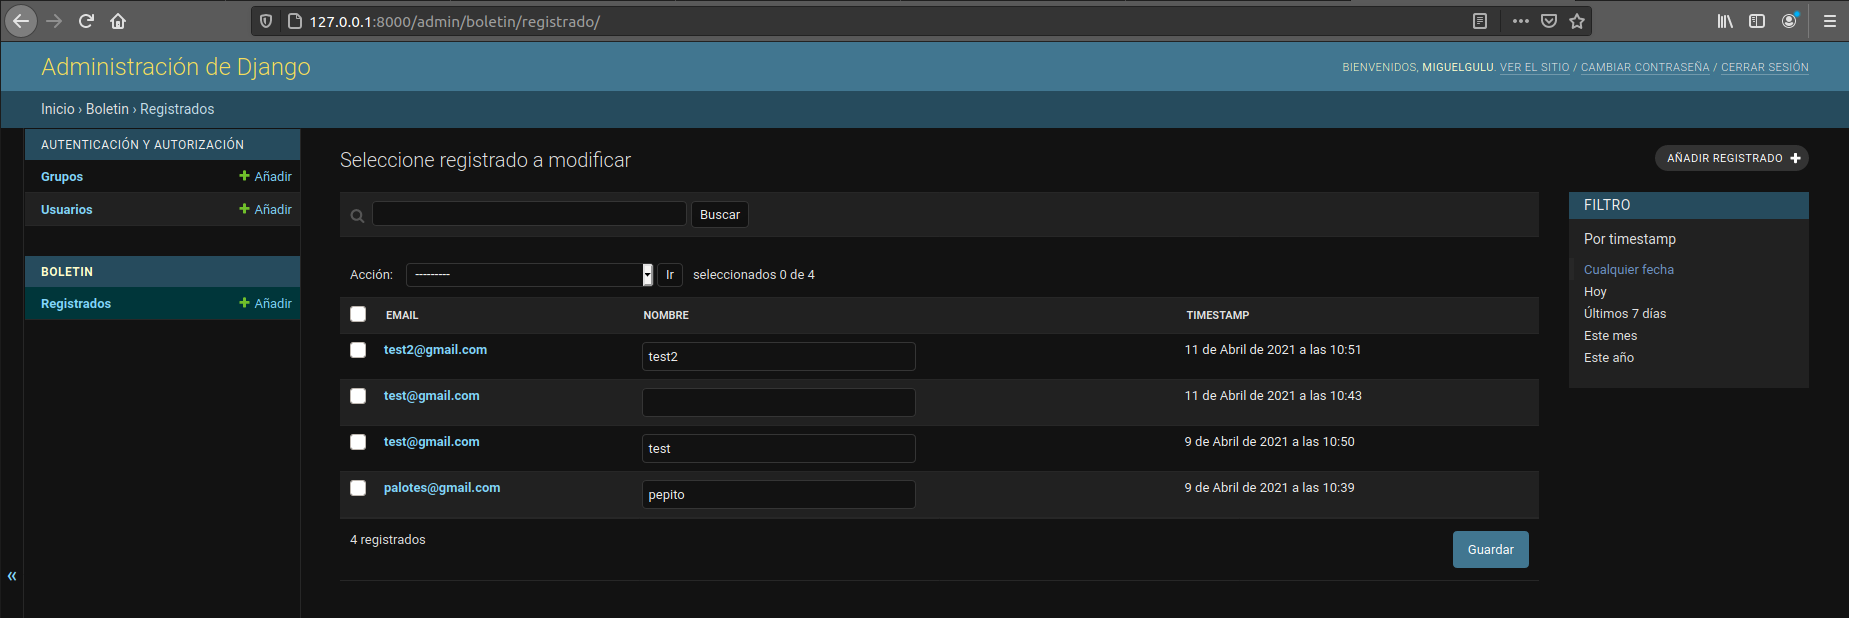 127.0.0.1:8000/admin/boletin/registrado/
Administración de Django
BIENVENIDOS, MIGUELGULU. VER EL SITIO / CAMBIAR CONTRASEÑA / CERRAR SESIÓN
Inicio › Boletin › Registrados
AUTENTICACIÓN Y AUTORIZACIÓN
Grupos + Añadir
Usuarios + Añadir
BOLETIN
Registrados + Añadir
«
Seleccione registrado a modificar
AÑADIR REGISTRADO +
Buscar
Acción: --------- Ir seleccionados 0 de 4
EMAIL NOMBRE TIMESTAMP
test2@gmail.com test2 11 de Abril de 2021 a las 10:51
test@gmail.com 11 de Abril de 2021 a las 10:43
test@gmail.com test 9 de Abril de 2021 a las 10:50
palotes@gmail.com pepito 9 de Abril de 2021 a las 10:39
4 registrados
Guardar
FILTRO
Por timestamp
Cualquier fecha
Hoy
Últimos 7 días
Este mes
Este año